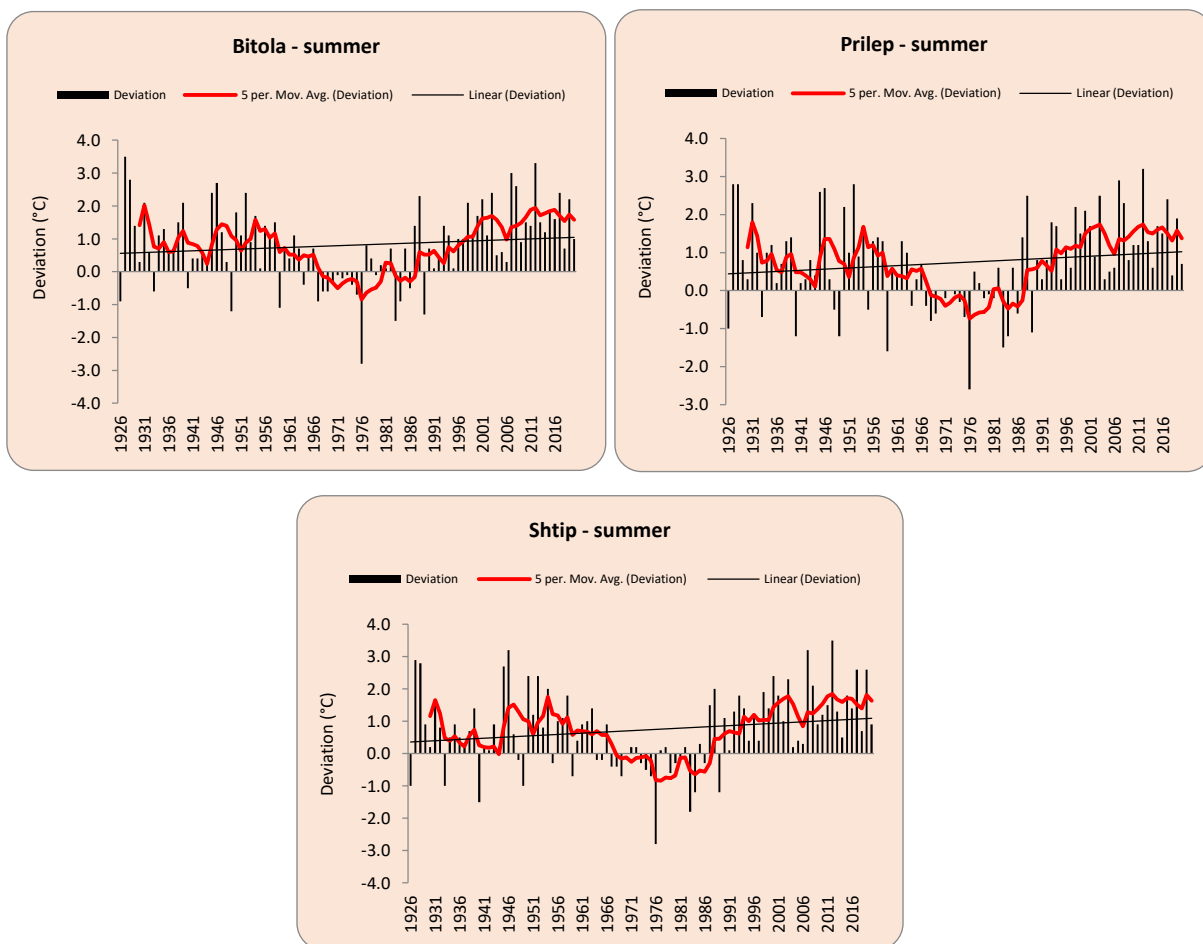 Bitola - summer
Deviation 5 per. Mov. Avg. (Deviation) Linear (Deviation)
Deviation (°C)
4.0
3.0
2.0
1.0
0.0
-1.0
-2.0
-3.0
-4.0
1926 1931 1936 1941 1946 1951 1956 1961 1966 1971 1976 1981 1986 1991 1996 2001 2006 2011 2016
Prilep - summer
Deviation 5 per. Mov. Avg. (Deviation) Linear (Deviation)
Deviation (°C)
4.0
3.0
2.0
1.0
0.0
-1.0
-2.0
-3.0
1926 1931 1936 1941 1946 1951 1956 1961 1966 1971 1976 1981 1986 1991 1996 2001 2006 2011 2016
Shtip - summer
Deviation 5 per. Mov. Avg. (Deviation) Linear (Deviation)
Deviation (°C)
4.0
3.0
2.0
1.0
0.0
-1.0
-2.0
-3.0
-4.0
1926 1931 1936 1941 1946 1951 1956 1961 1966 1971 1976 1981 1986 1991 1996 2001 2006 2011 2016